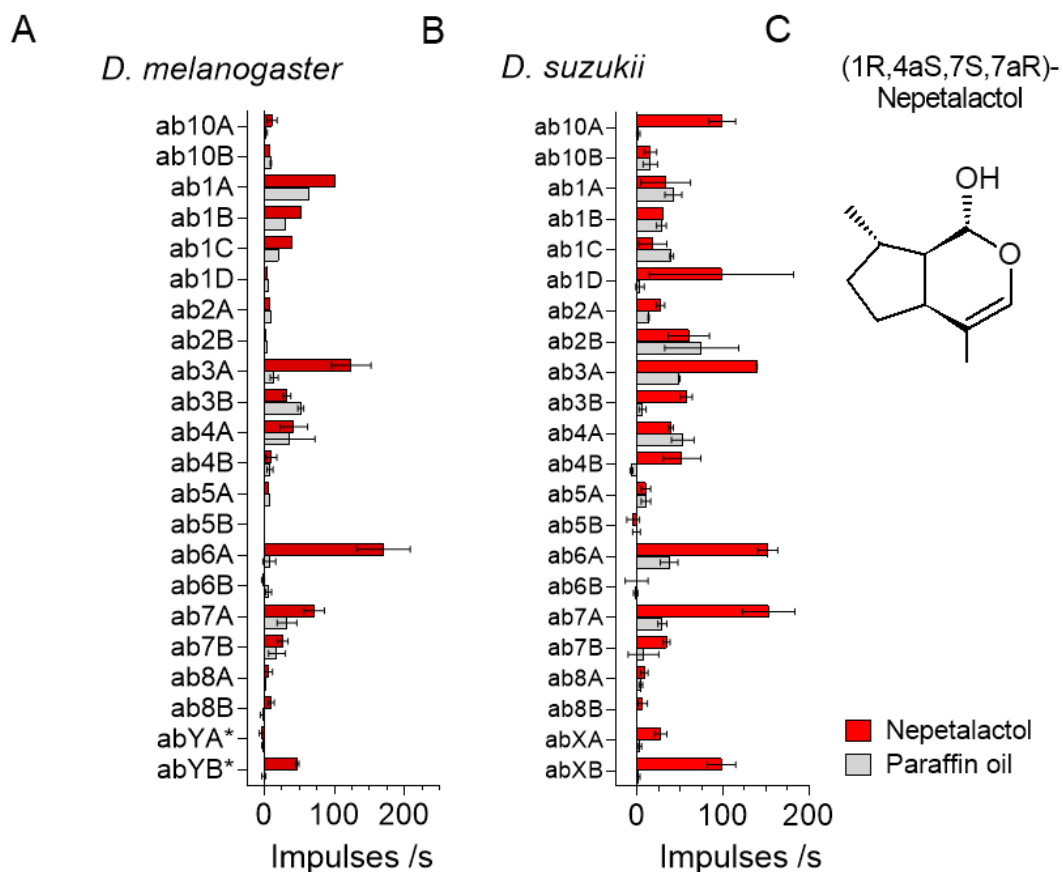 A
B
C
D. melanogaster
D. suzukii
(1R,4aS,7S,7aR)-
Nepetalactol
ab10A
ab10B
ab1A
ab1B
ab1C
ab1D
ab2A
ab2B
ab3A
ab3B
ab4A
ab4B
ab5A
ab5B
ab6A
ab6B
ab7A
ab7B
ab8A
ab8B
abYA*
abYB*
0 100 200
Impulses /s
ab10A
ab10B
ab1A
ab1B
ab1C
ab1D
ab2A
ab2B
ab3A
ab3B
ab4A
ab4B
ab5A
ab5B
ab6A
ab6B
ab7A
ab7B
ab8A
ab8B
abXA
abXB
0 100 200
Impulses /s
OH
O
Nepetalactol
Paraffin oil